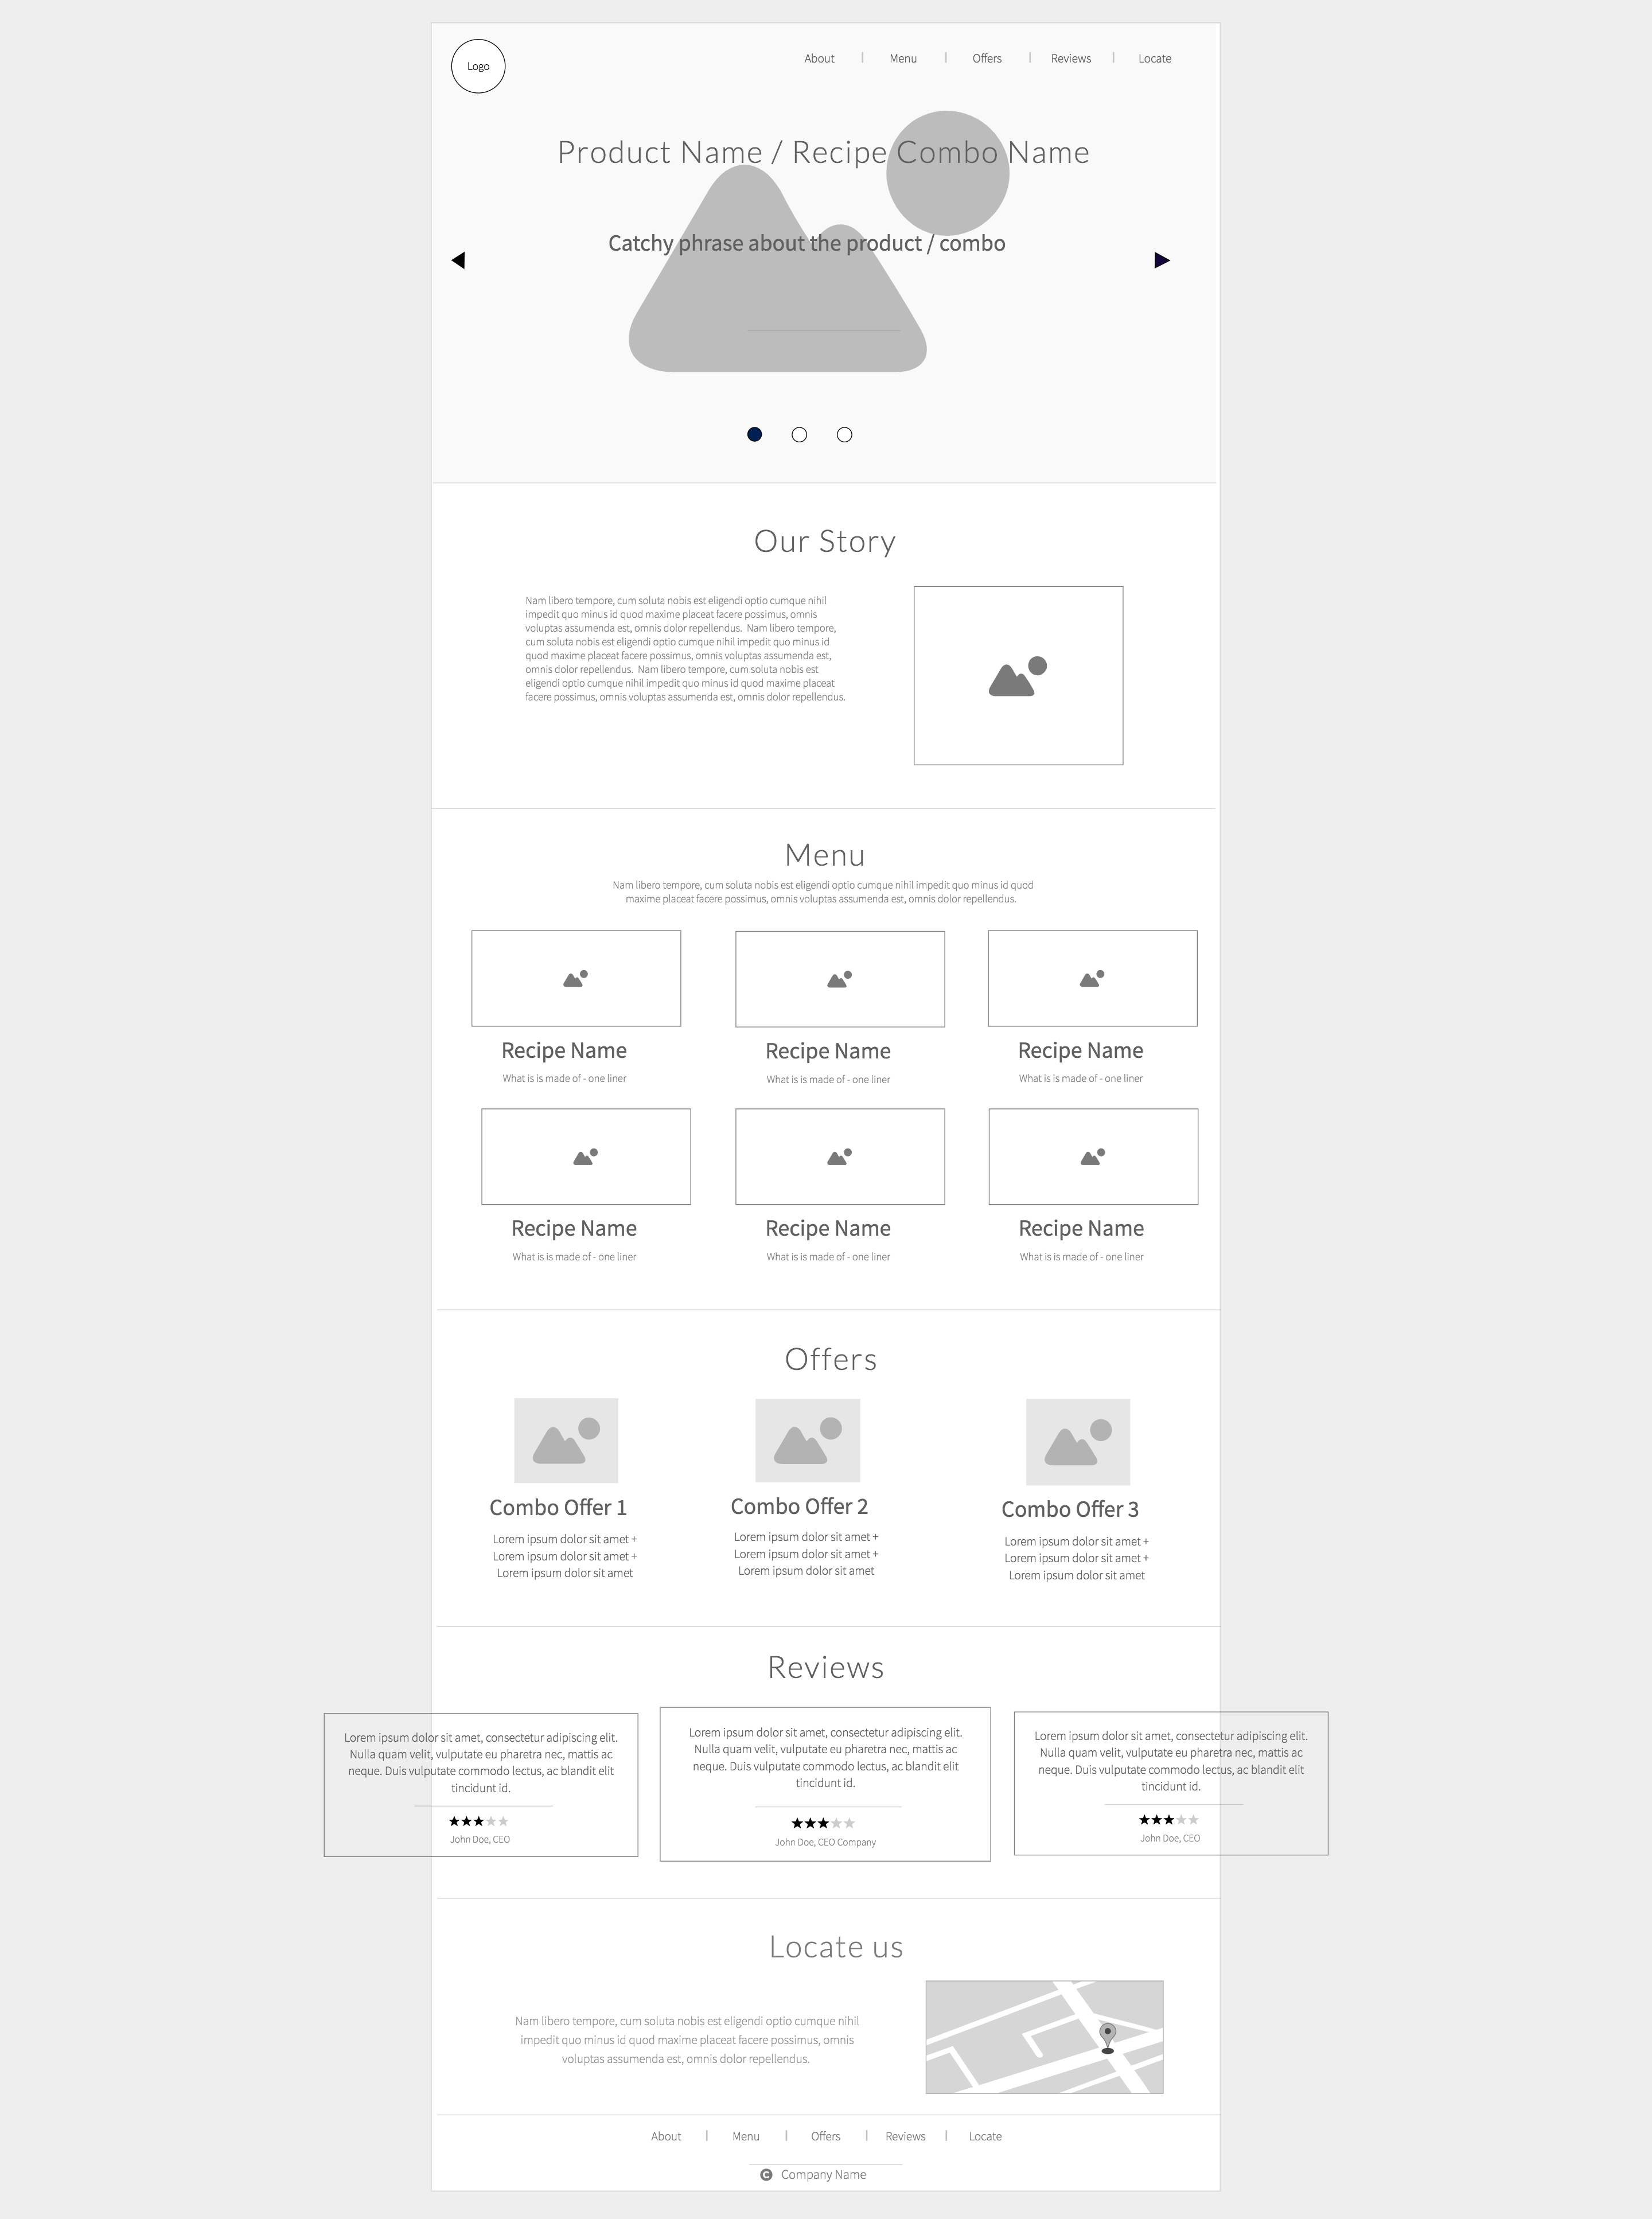 Logo
About | Menu | Offers | Reviews | Locate
Product Name / Recipe Combo Name
Catchy phrase about the product / combo
Our Story
Nam libero tempore, cum soluta nobis est eligendi optio cumque nihil
impedit quo minus id quod maxime placeat facere possimus, omnis
voluptas assumenda est, omnis dolor repellendus. Nam libero tempore,
cum soluta nobis est eligendi optio cumque nihil impedit quo minus id
quod maxime placeat facere possimus, omnis voluptas assumenda est,
omnis dolor repellendus. Nam libero tempore, cum soluta nobis est
eligendi optio cumque nihil impedit quo minus id quod maxime placeat
facere possimus, omnis voluptas assumenda est, omnis dolor repellendus.
Menu
Nam libero tempore, cum soluta nobis est eligendi optio cumque nihil impedit quo minus id quod
maxime placeat facere possimus, omnis voluptas assumenda est, omnis dolor repellendus.
Recipe Name
What is is made of - one liner
Recipe Name
What is is made of - one liner
Recipe Name
What is is made of - one liner
Recipe Name
What is is made of - one liner
Recipe Name
What is is made of - one liner
Recipe Name
What is is made of - one liner
Offers
Combo Offer 1
Lorem ipsum dolor sit amet +
Lorem ipsum dolor sit amet +
Lorem ipsum dolor sit amet
Combo Offer 2
Lorem ipsum dolor sit amet +
Lorem ipsum dolor sit amet +
Lorem ipsum dolor sit amet
Combo Offer 3
Lorem ipsum dolor sit amet +
Lorem ipsum dolor sit amet +
Lorem ipsum dolor sit amet
Reviews
Lorem ipsum dolor sit amet, consectetur adipiscing elit.
Nulla quam velit, vulputate eu pharetra nec, mattis ac
neque. Duis vulputate commodo lectus, ac blandit elit
tincidunt id.
John Doe, CEO
Lorem ipsum dolor sit amet, consectetur adipiscing elit.
Nulla quam velit, vulputate eu pharetra nec, mattis ac
neque. Duis vulputate commodo lectus, ac blandit elit
tincidunt id.
John Doe, CEO Company
Lorem ipsum dolor sit amet, consectetur adipiscing elit.
Nulla quam velit, vulputate eu pharetra nec, mattis ac
neque. Duis vulputate commodo lectus, ac blandit elit
tincidunt id.
John Doe, CEO
Locate us
Nam libero tempore, cum soluta nobis est eligendi optio cumque nihil
impedit quo minus id quod maxime placeat facere possimus, omnis
voluptas assumenda est, omnis dolor repellendus.
About | Menu | Offers | Reviews | Locate
© Company Name